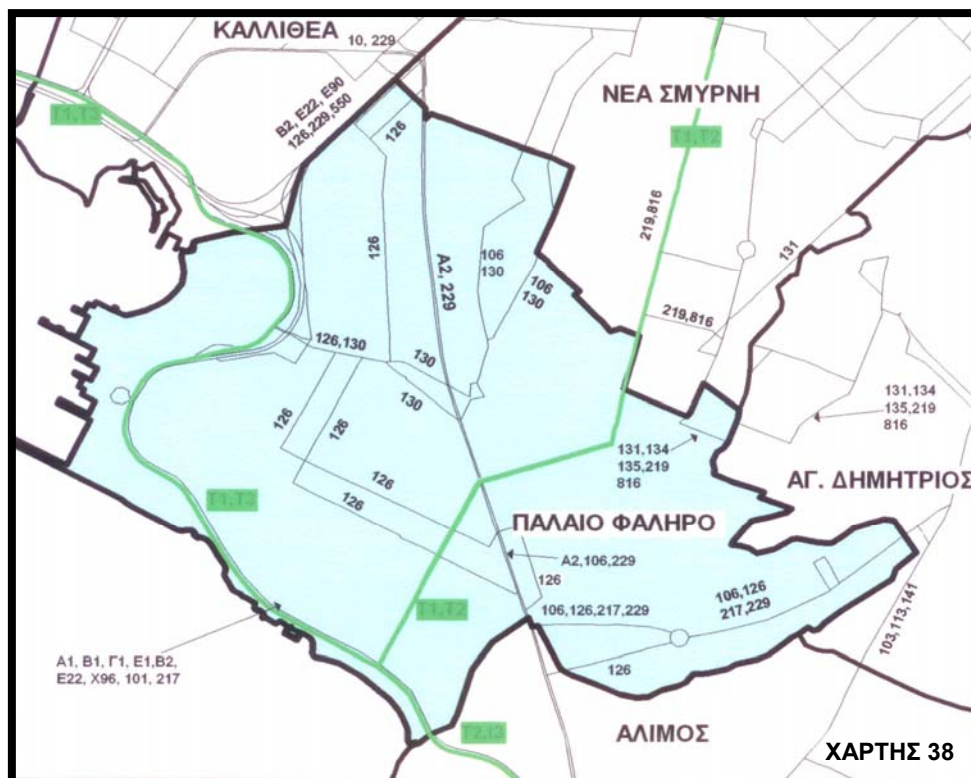 ΚΑΛΛΙΘΕΑ
10, 229
Β2, Ε22, Ε90
126,229,550
ΝΕΑ ΣΜΥΡΝΗ
Τ1,Τ3
Τ1,Τ2
126
219,816
131
126
Α2, 229
106
130
106
130
219,816
126,130
130
130
131,134
135,219
816
126
126
131,134
135,219
816
ΑΓ. ΔΗΜΗΤΡΙΟΣ
126
126
Τ1,Τ3
ΠΑΛΑΙΟ ΦΑΛΗΡΟ
Α2,106,229
126
106,126
217,229
Τ1,Τ2
106,126,217,229
103,113,141
126
Α1, Β1, Γ1, Ε1,Β2,
Ε22, Χ96, 101, 217
Τ2,Τ3
ΑΛΙΜΟΣ
ΧΑΡΤΗΣ 38